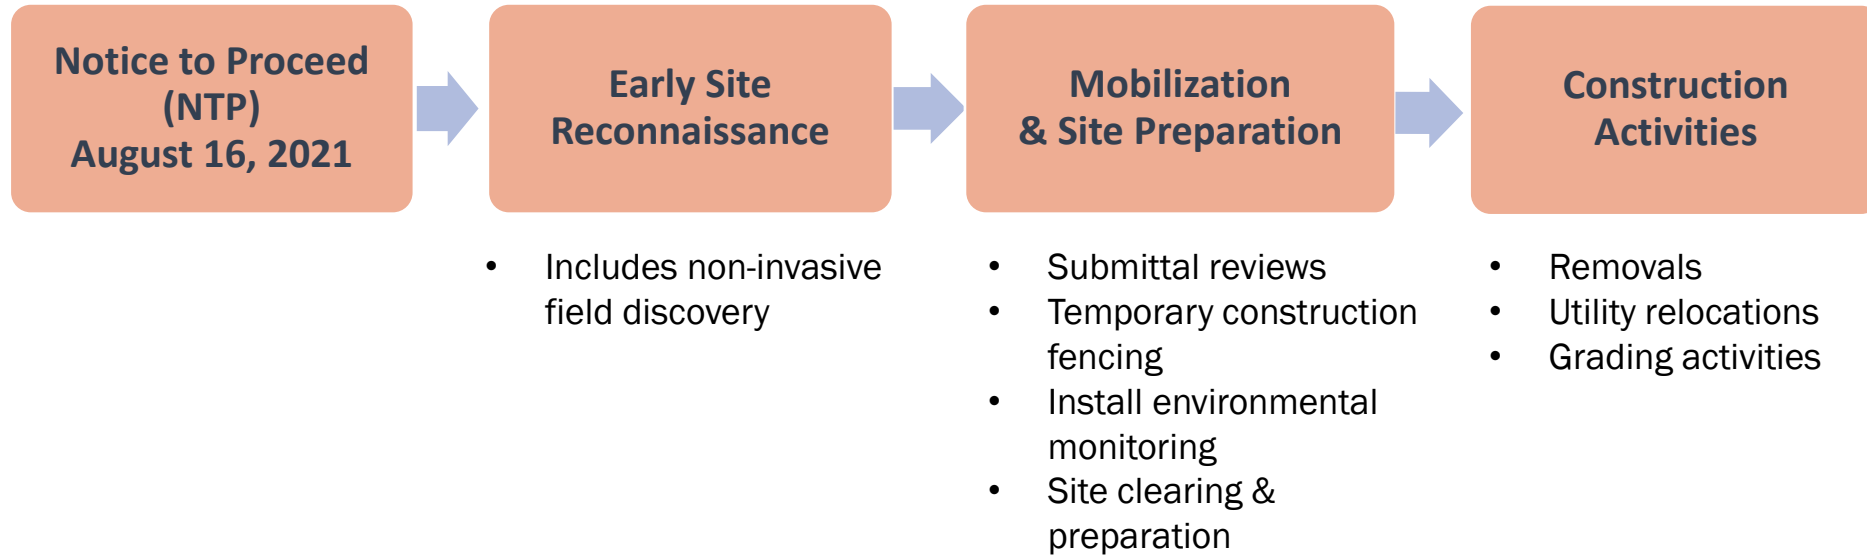 Notice to Proceed
(NTP)
August 16, 2021
Early Site
Reconnaissance
Mobilization
& Site Preparation
Construction
Activities
• Includes non-invasive
field discovery
• Submittal reviews
• Temporary construction
fencing
• Install environmental
monitoring
• Site clearing &
preparation
• Removals
• Utility relocations
• Grading activities